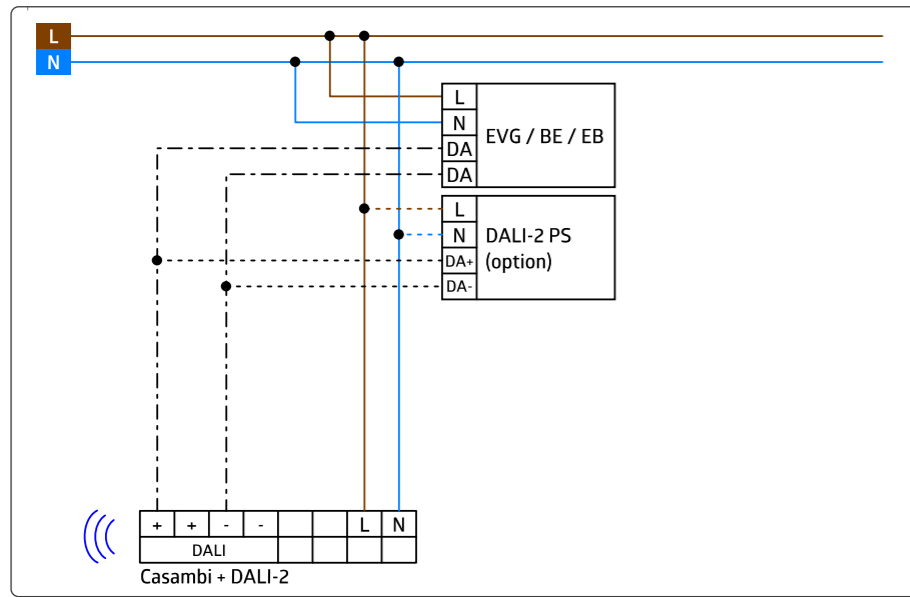 L
N
L
N
DA
DA
EVG / BE / EB
L
N
DA+
DA-
DALI-2 PS
(option)
+ + - - L N
DALI
Casambi + DALI-2